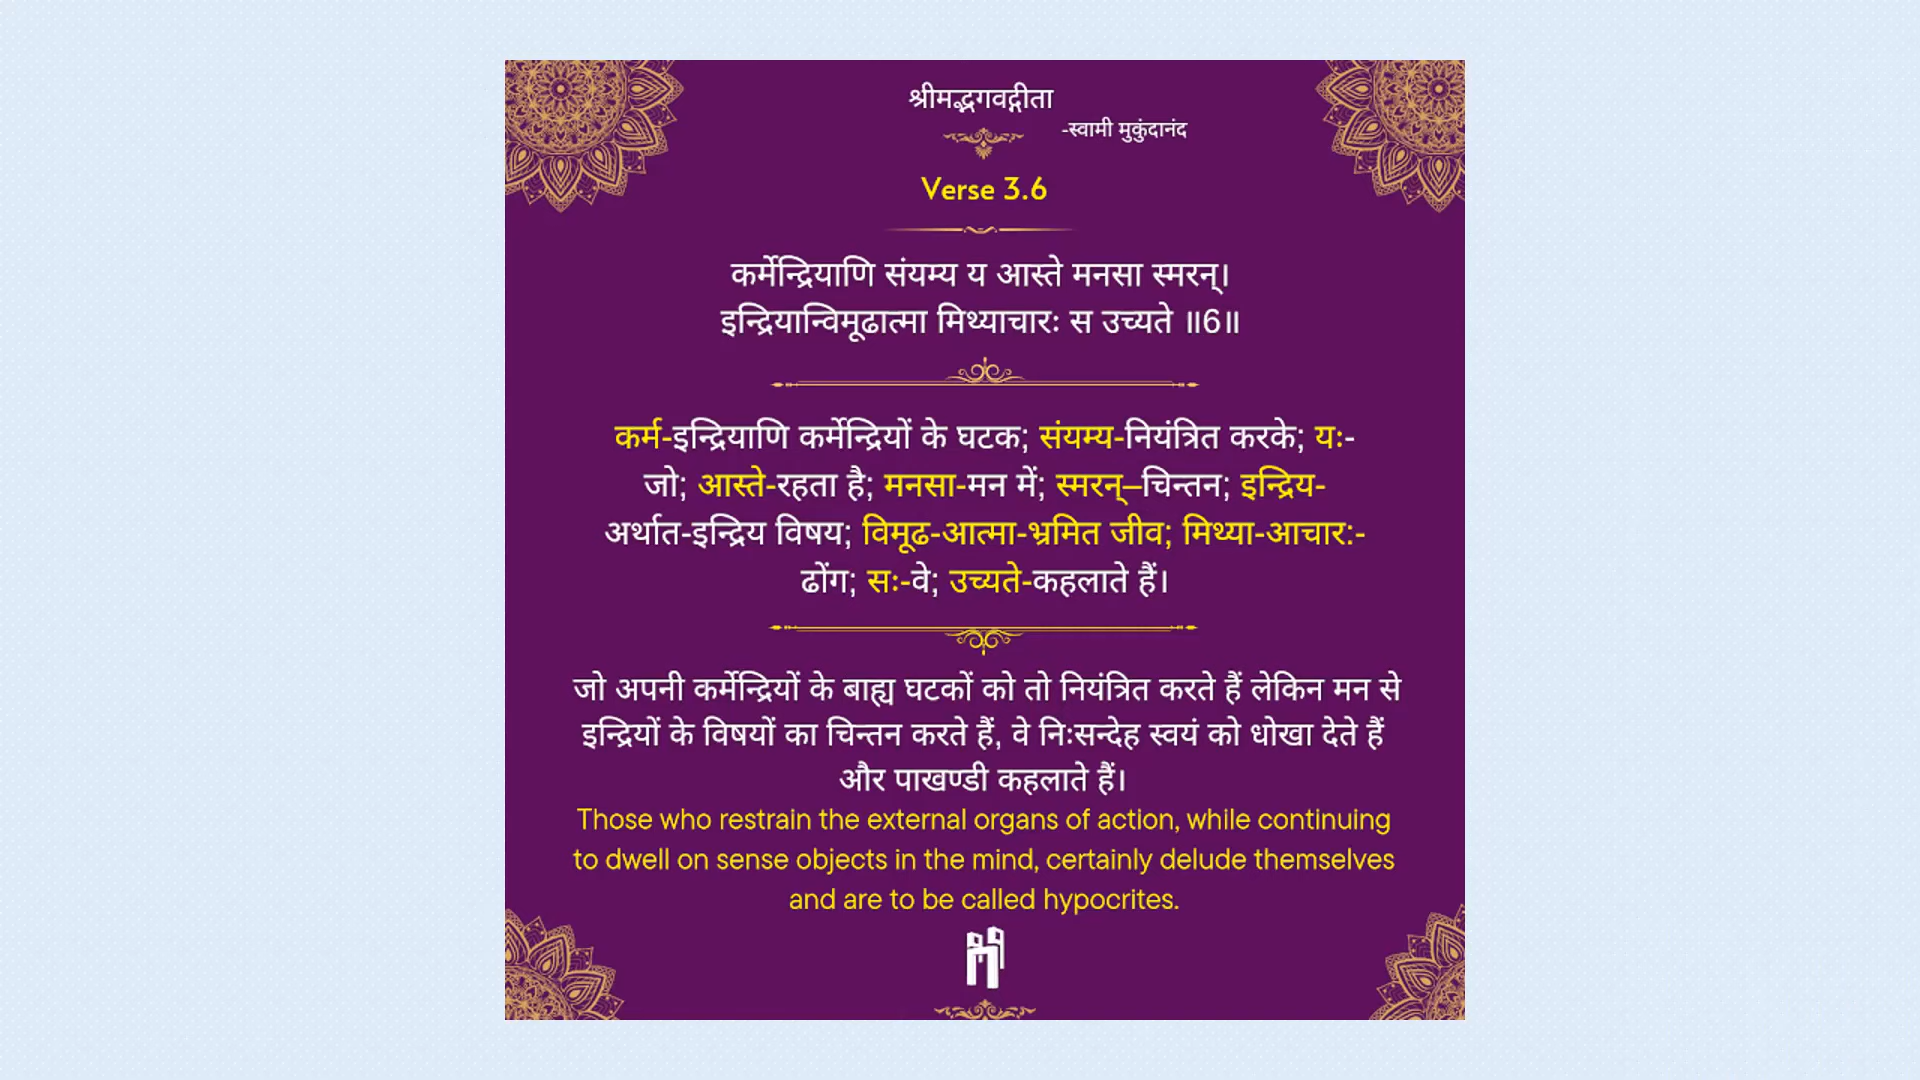 श्रीमद्भगवद्गीता
-स्वामी मुकुंदानंद
Verse 3.6
कर्मेन्द्रियाणि संयम्य य आस्ते मनसा स्मरन्।
इन्द्रियान्विमूढात्मा मिथ्याचारः स उच्यते ॥6॥
कर्म-इन्द्रियाणि कर्मेन्द्रियों के घटक; संयम्य-नियंत्रित करके; यः-
जो; आस्ते-रहता है; मनसा-मन में; स्मरन्–चिन्तन; इन्द्रिय-
अर्थात-इन्द्रिय विषय; विमूढ-आत्मा-भ्रमित जीव; मिथ्या-आचार:-
ढोंग; सः-वे; उच्यते-कहलाते हैं।
जो अपनी कर्मेन्द्रियों के बाह्य घटकों को तो नियंत्रित करते हैं लेकिन मन से
इन्द्रियों के विषयों का चिन्तन करते हैं, वे निःसन्देह स्वयं को धोखा देते हैं
और पाखण्डी कहलाते हैं।
Those who restrain the external organs of action, while continuing
to dwell on sense objects in the mind, certainly delude themselves
and are to be called hypocrites.